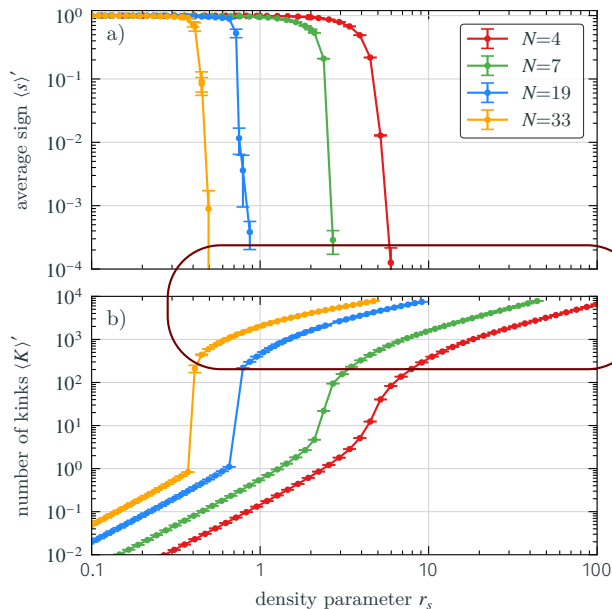 a)
average sign ⟨s⟩′
10⁰
10⁻¹
10⁻²
10⁻³
10⁻⁴
N=4
N=7
N=19
N=33
b)
number of kinks ⟨K⟩′
10⁴
10³
10²
10¹
10⁰
10⁻¹
10⁻²
0.1 1 10 100
density parameter rₛ